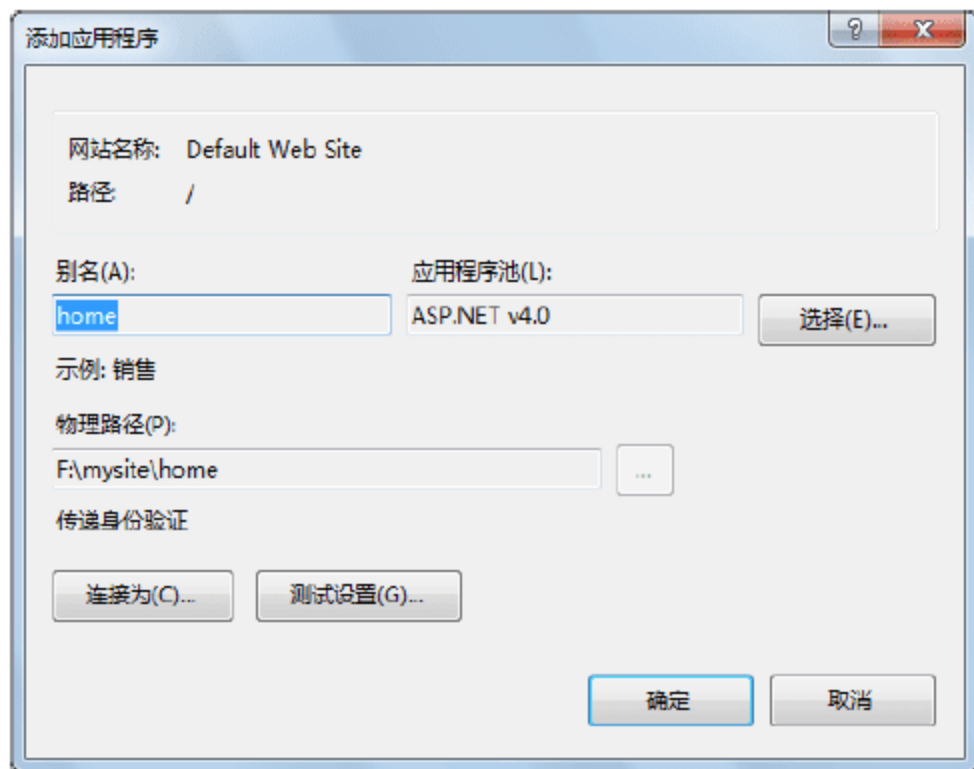 添加应用程序
网站名称: Default Web Site
路径: /
别名(A): 应用程序池(L):
home ASP.NET v4.0 选择(E)...
示例: 销售
物理路径(P):
F:\mysite\home ...
传递身份验证
连接为(C)... 测试设置(G)...
确定 取消